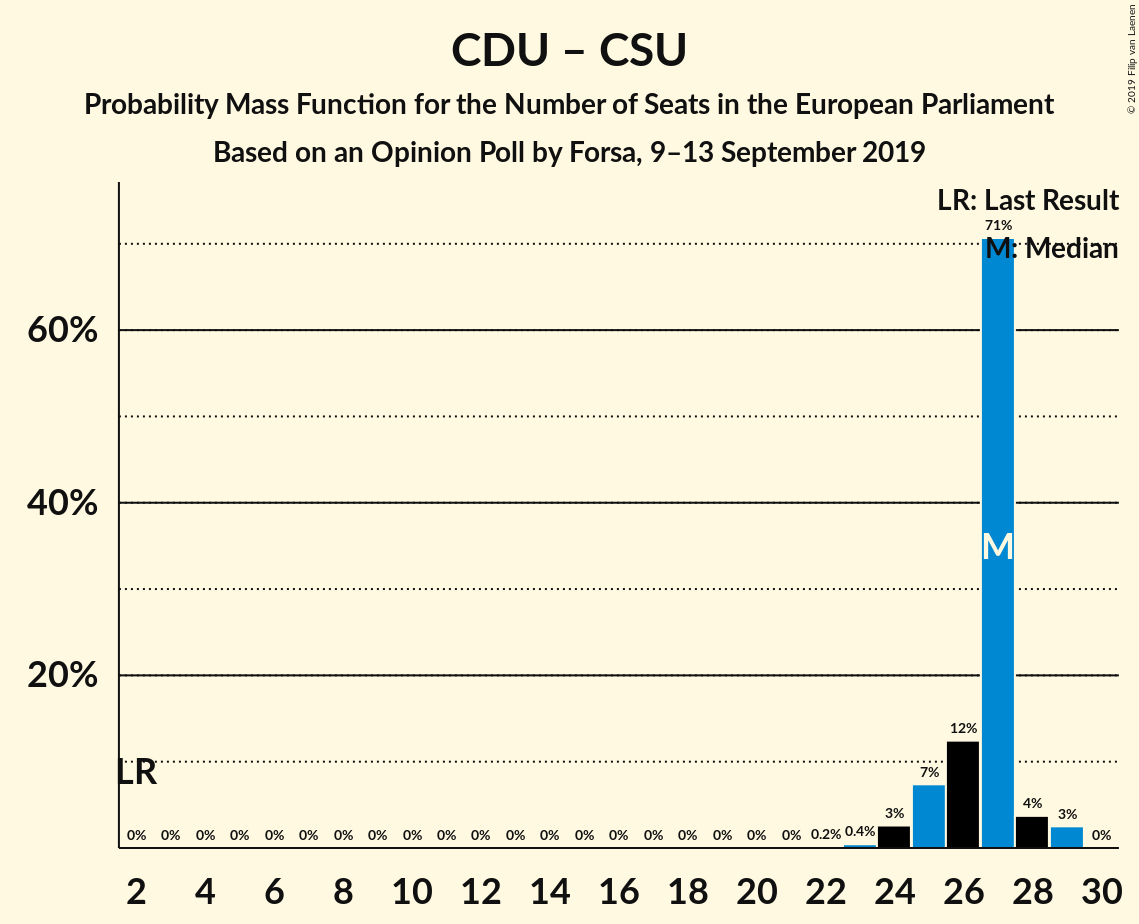 © 2019 Filip van Laenen
CDU – CSU
Probability Mass Function for the Number of Seats in the European Parliament
Based on an Opinion Poll by Forsa, 9–13 September 2019
LR: Last Result
M: Median
71%
60%
40%
M
20%
12%
LR
7%
3%
4%
3%
0% 0% 0% 0% 0% 0% 0% 0% 0% 0% 0% 0% 0% 0% 0% 0% 0% 0% 0% 0% 0.2% 0.4% 0%
2 4 6 8 10 12 14 16 18 20 22 24 26 28 30